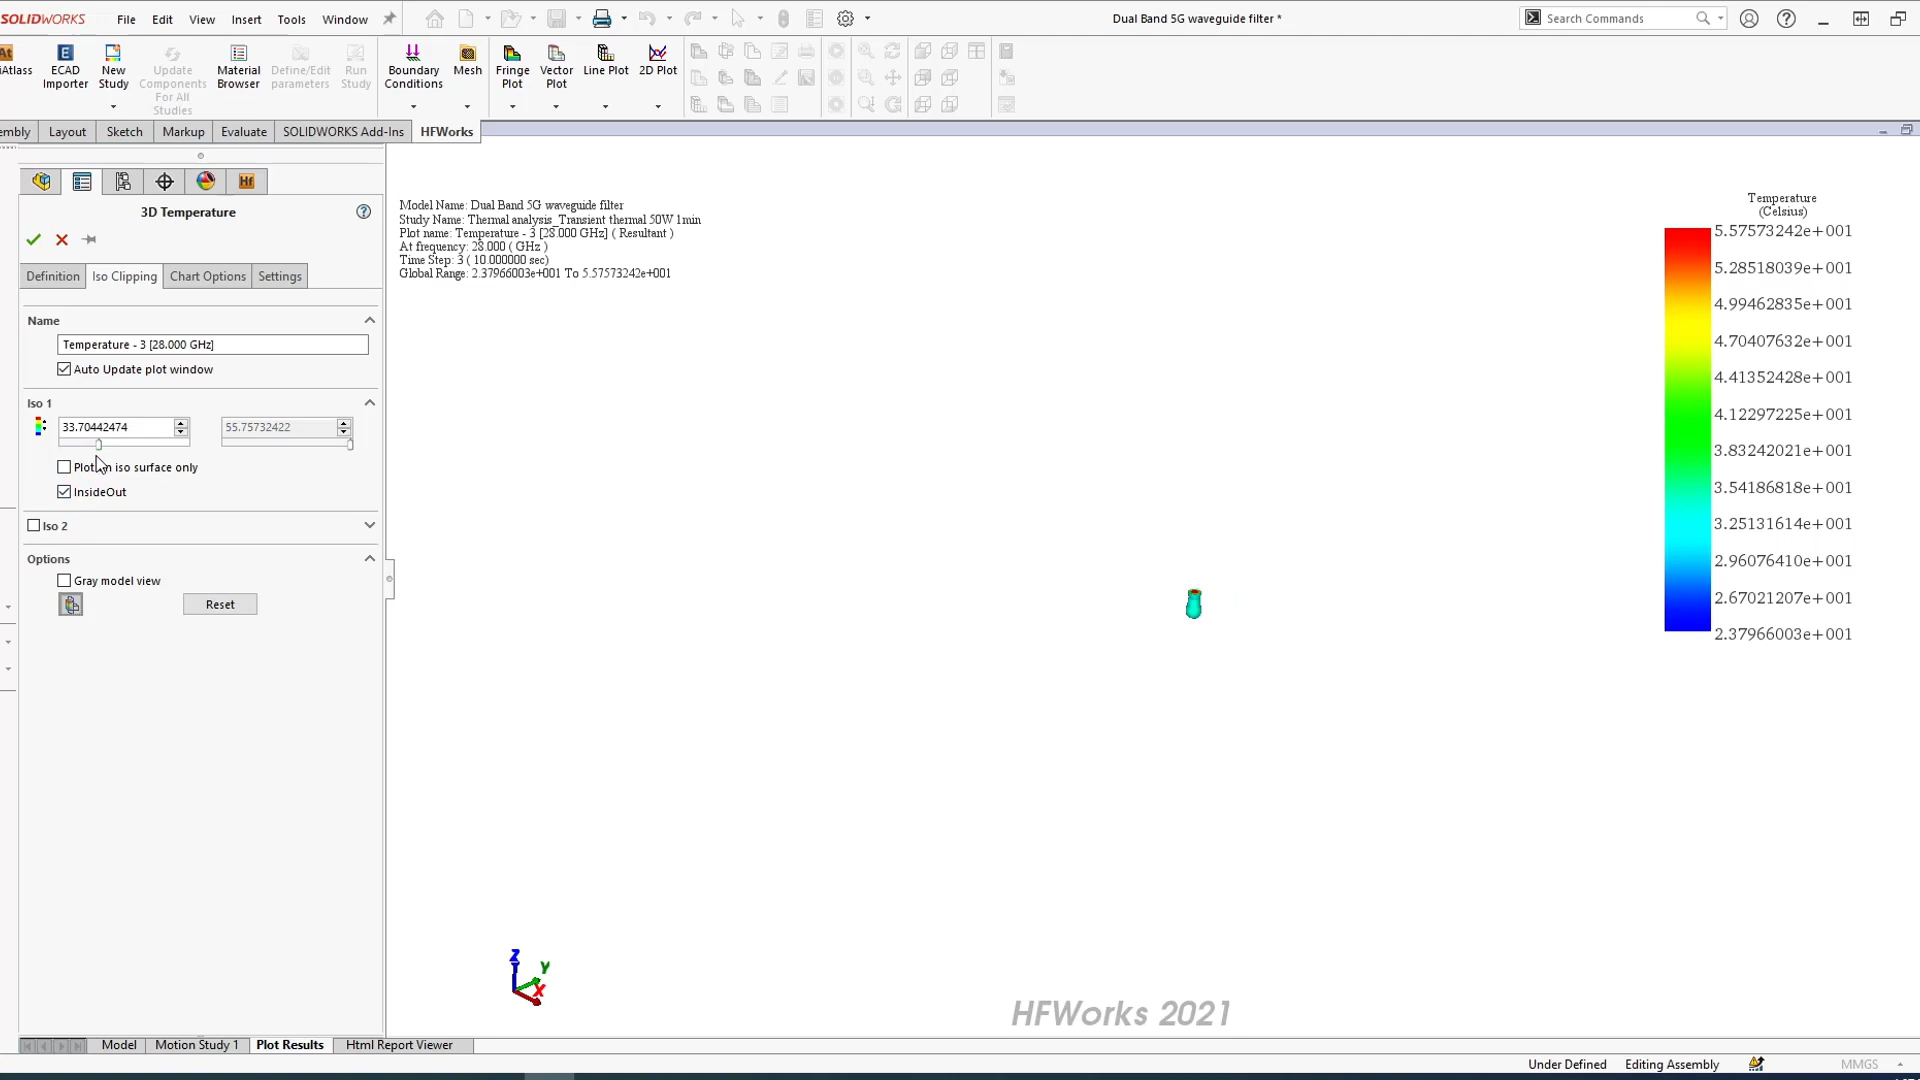 SOLIDWORKS File Edit View Insert Tools Window
Dual Band 5G waveguide filter *
Search Commands
iAtlass
ECAD Importer
New Study
Update Components For All Studies
Material Browser
Define/Edit parameters
Run Study
Boundary Conditions
Mesh
Fringe Plot
Vector Plot
Line Plot
2D Plot
embly Layout Sketch Markup Evaluate SOLIDWORKS Add-Ins HFWorks
3D Temperature
Definition Iso Clipping Chart Options Settings
Name
Temperature - 3 [28.000 GHz]
Auto Update plot window
Iso 1
33.70442474 55.75732422
Plot iso surface only
InsideOut
Iso 2
Options
Gray model view
Reset
Model Name: Dual Band 5G waveguide filter
Study Name: Thermal analysis_Transient thermal 50W 1min
Plot name: Temperature - 3 [28.000 GHz] ( Resultant )
At frequency: 28.000 ( GHz )
Time Step: 3 ( 10.000000 sec)
Global Range: 2.37966003e+001 To 5.57573242e+001
Temperature
(Celsius)
5.57573242e+001
5.28518039e+001
4.99462835e+001
4.70407632e+001
4.41352428e+001
4.12297225e+001
3.83242021e+001
3.54186818e+001
3.25131614e+001
2.96076410e+001
2.67021207e+001
2.37966003e+001
Z
Y
X
HFWorks 2021
Model Motion Study 1 Plot Results Html Report Viewer
Under Defined Editing Assembly MMGS